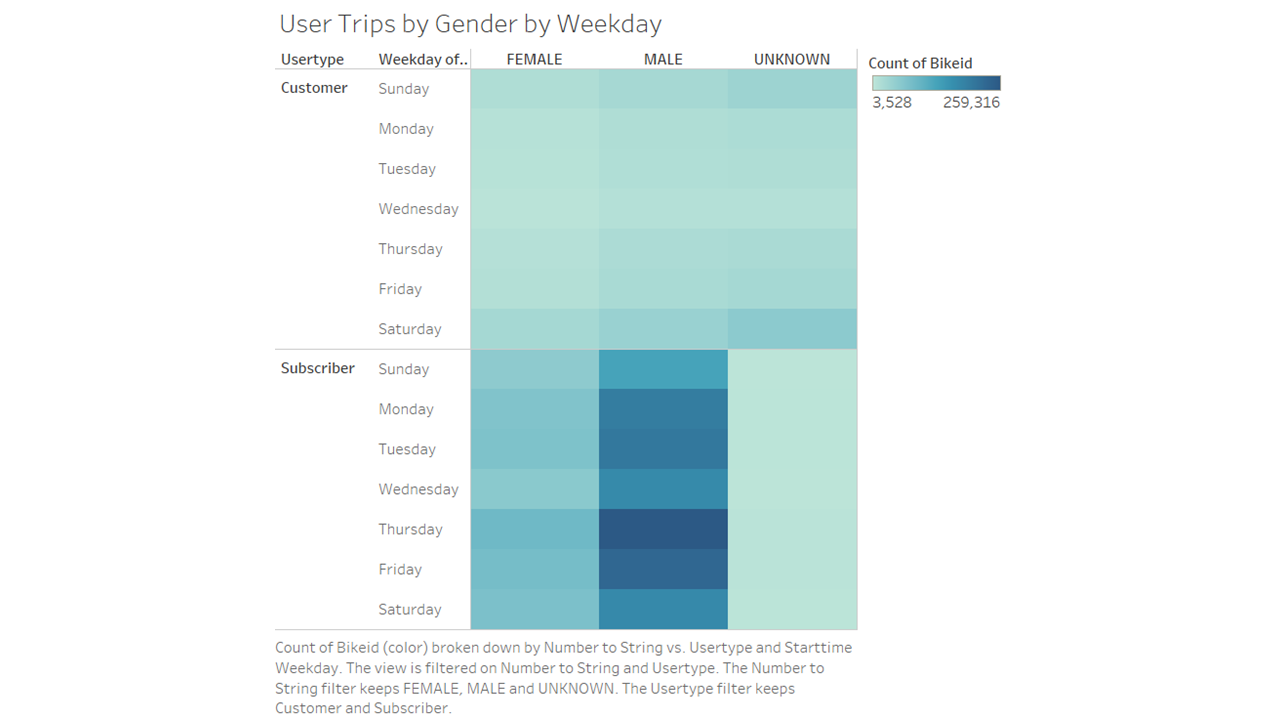 User Trips by Gender by Weekday
Usertype Weekday of.. FEMALE MALE UNKNOWN
Customer Sunday
Monday
Tuesday
Wednesday
Thursday
Friday
Saturday
Subscriber Sunday
Monday
Tuesday
Wednesday
Thursday
Friday
Saturday
Count of Bikeid
3,528 259,316
Count of Bikeid (color) broken down by Number to String vs. Usertype and Starttime
Weekday. The view is filtered on Number to String and Usertype. The Number to
String filter keeps FEMALE, MALE and UNKNOWN. The Usertype filter keeps
Customer and Subscriber.